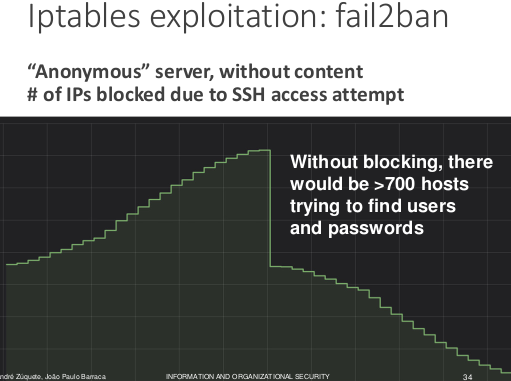 Iptables exploitation: fail2ban
“Anonymous” server, without content
# of IPs blocked due to SSH access attempt
Without blocking, there
would be >700 hosts
trying to find users
and passwords
ndré Zúquete, João Paulo Barraca
INFORMATION AND ORGANIZATIONAL SECURITY
34